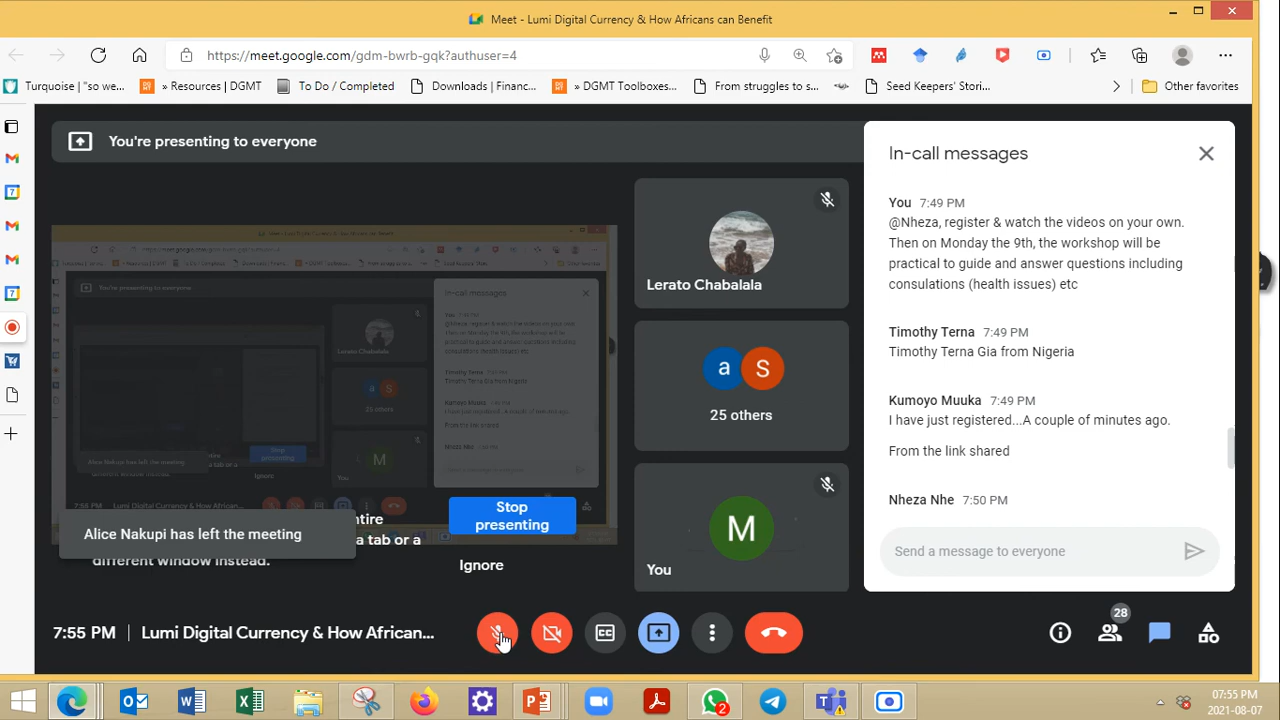 Meet - Lumi Digital Currency & How Africans can Benefit
https://meet.google.com/gdm-bwrb-gqk?authuser=4
Turquoise | "so we...
» Resources | DGMT
To Do / Completed
Downloads | Financ...
» DGMT Toolboxes...
From struggles to s...
Seed Keepers' Stori...
Other favorites
You're presenting to everyone
In-call messages
You 7:49 PM
@Nheza, register & watch the videos on your own.
Then on Monday the 9th, the workshop will be
practical to guide and answer questions including
consulations (health issues) etc
Timothy Terna 7:49 PM
Timothy Terna Gia from Nigeria
Kumoyo Muuka 7:49 PM
I have just registered...A couple of minutes ago.
From the link shared
Nheza Nhe 7:50 PM
Send a message to everyone
Lerato Chabalala
a S
25 others
M
You
Stop
presenting
Ignore
ntire
a tab or a
different window instead.
Alice Nakupi has left the meeting
7:55 PM | Lumi Digital Currency & How African...
CC
28
2
07:55 PM
2021-08-07